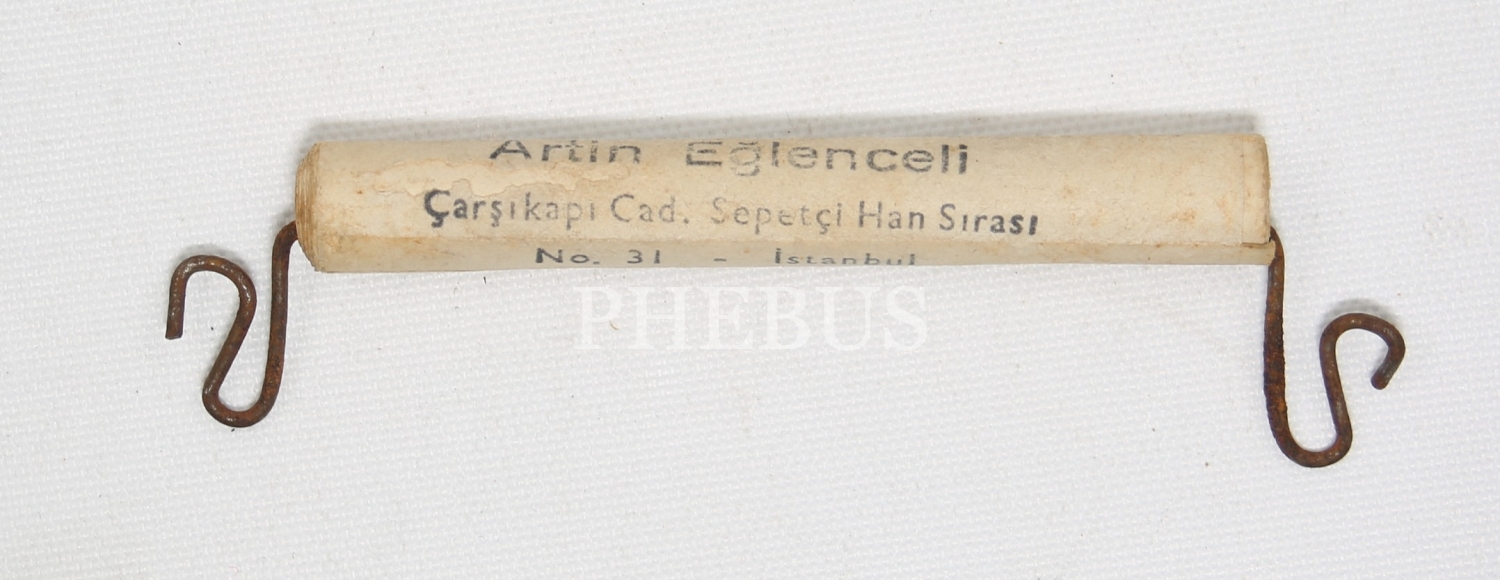 Artin Eğlenceli
Çarşıkapı Cad. Sepetçi Han Sırası
No. 31 - İstanbul
PHEBUS